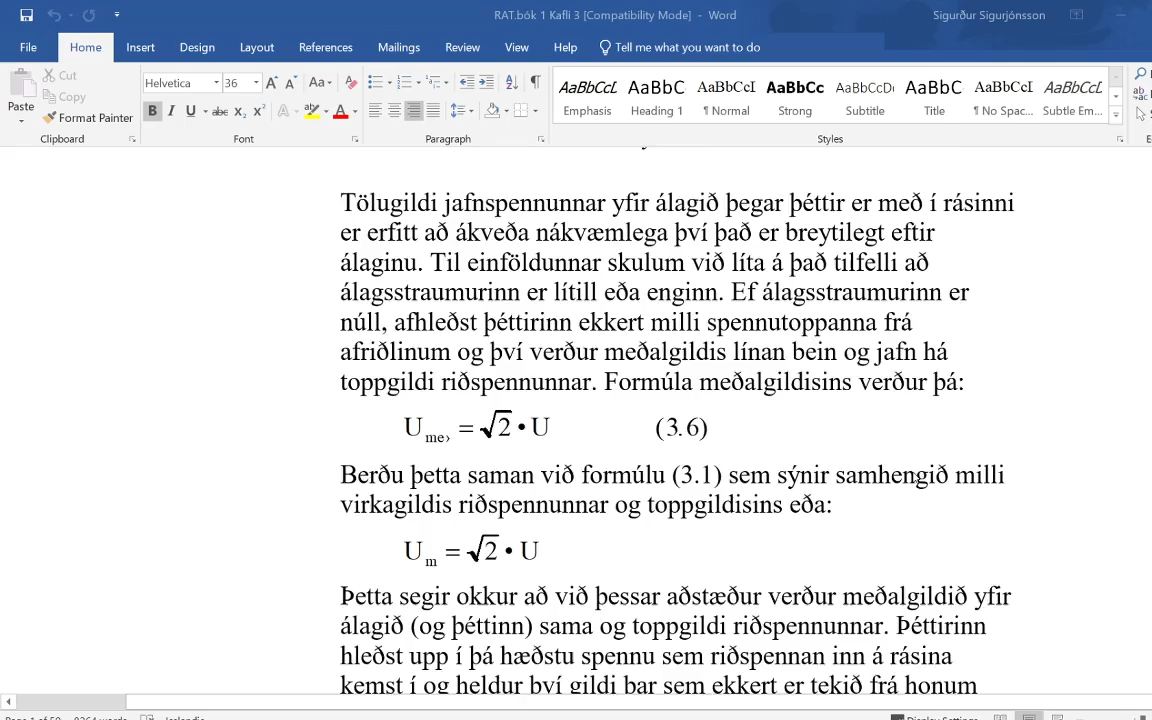 RAT.bók 1 Kafli 3 [Compatibility Mode] - Word
Sigurður Sigurjónsson
File Home Insert Design Layout References Mailings Review View Help Tell me what you want to do
Paste
Cut
Copy
Format Painter
Helvetica 36
AaBbCcL AaBbC AaBbCcI AaBbCc AaBbCcD AaBbC AaBbCcI AaBbCcL
Emphasis Heading 1 ¶ Normal Strong Subtitle Title ¶ No Spac... Subtle Em...
Clipboard Font Paragraph Styles
Tölugildi jafnspennunnar yfir álagið þegar þéttir er með í rásinni
er erfitt að ákveða nákvæmlega því það er breytilegt eftir
álaginu. Til einföldunnar skulum við líta á það tilfelli að
álagsstraumurinn er lítill eða enginn. Ef álagsstraumurinn er
núll, afhleðst þéttirinn ekkert milli spennutoppanna frá
afriðlinum og því verður meðalgildis línan bein og jafn há
toppgildi riðspennunnar. Formúla meðalgildisins verður þá:
U me› = √2 • U (3.6)
Berðu þetta saman við formúlu (3.1) sem sýnir samhengið milli
virkagildis riðspennunnar og toppgildisins eða:
U m = √2 • U
Þetta segir okkur að við þessar aðstæður verður meðalgildið yfir
álagið (og þéttinn) sama og toppgildi riðspennunnar. Þéttirinn
hleðst upp í þá hæðstu spennu sem riðspennan inn á rásina
kemst í og heldur því gildi þar sem ekkert er tekið frá honum